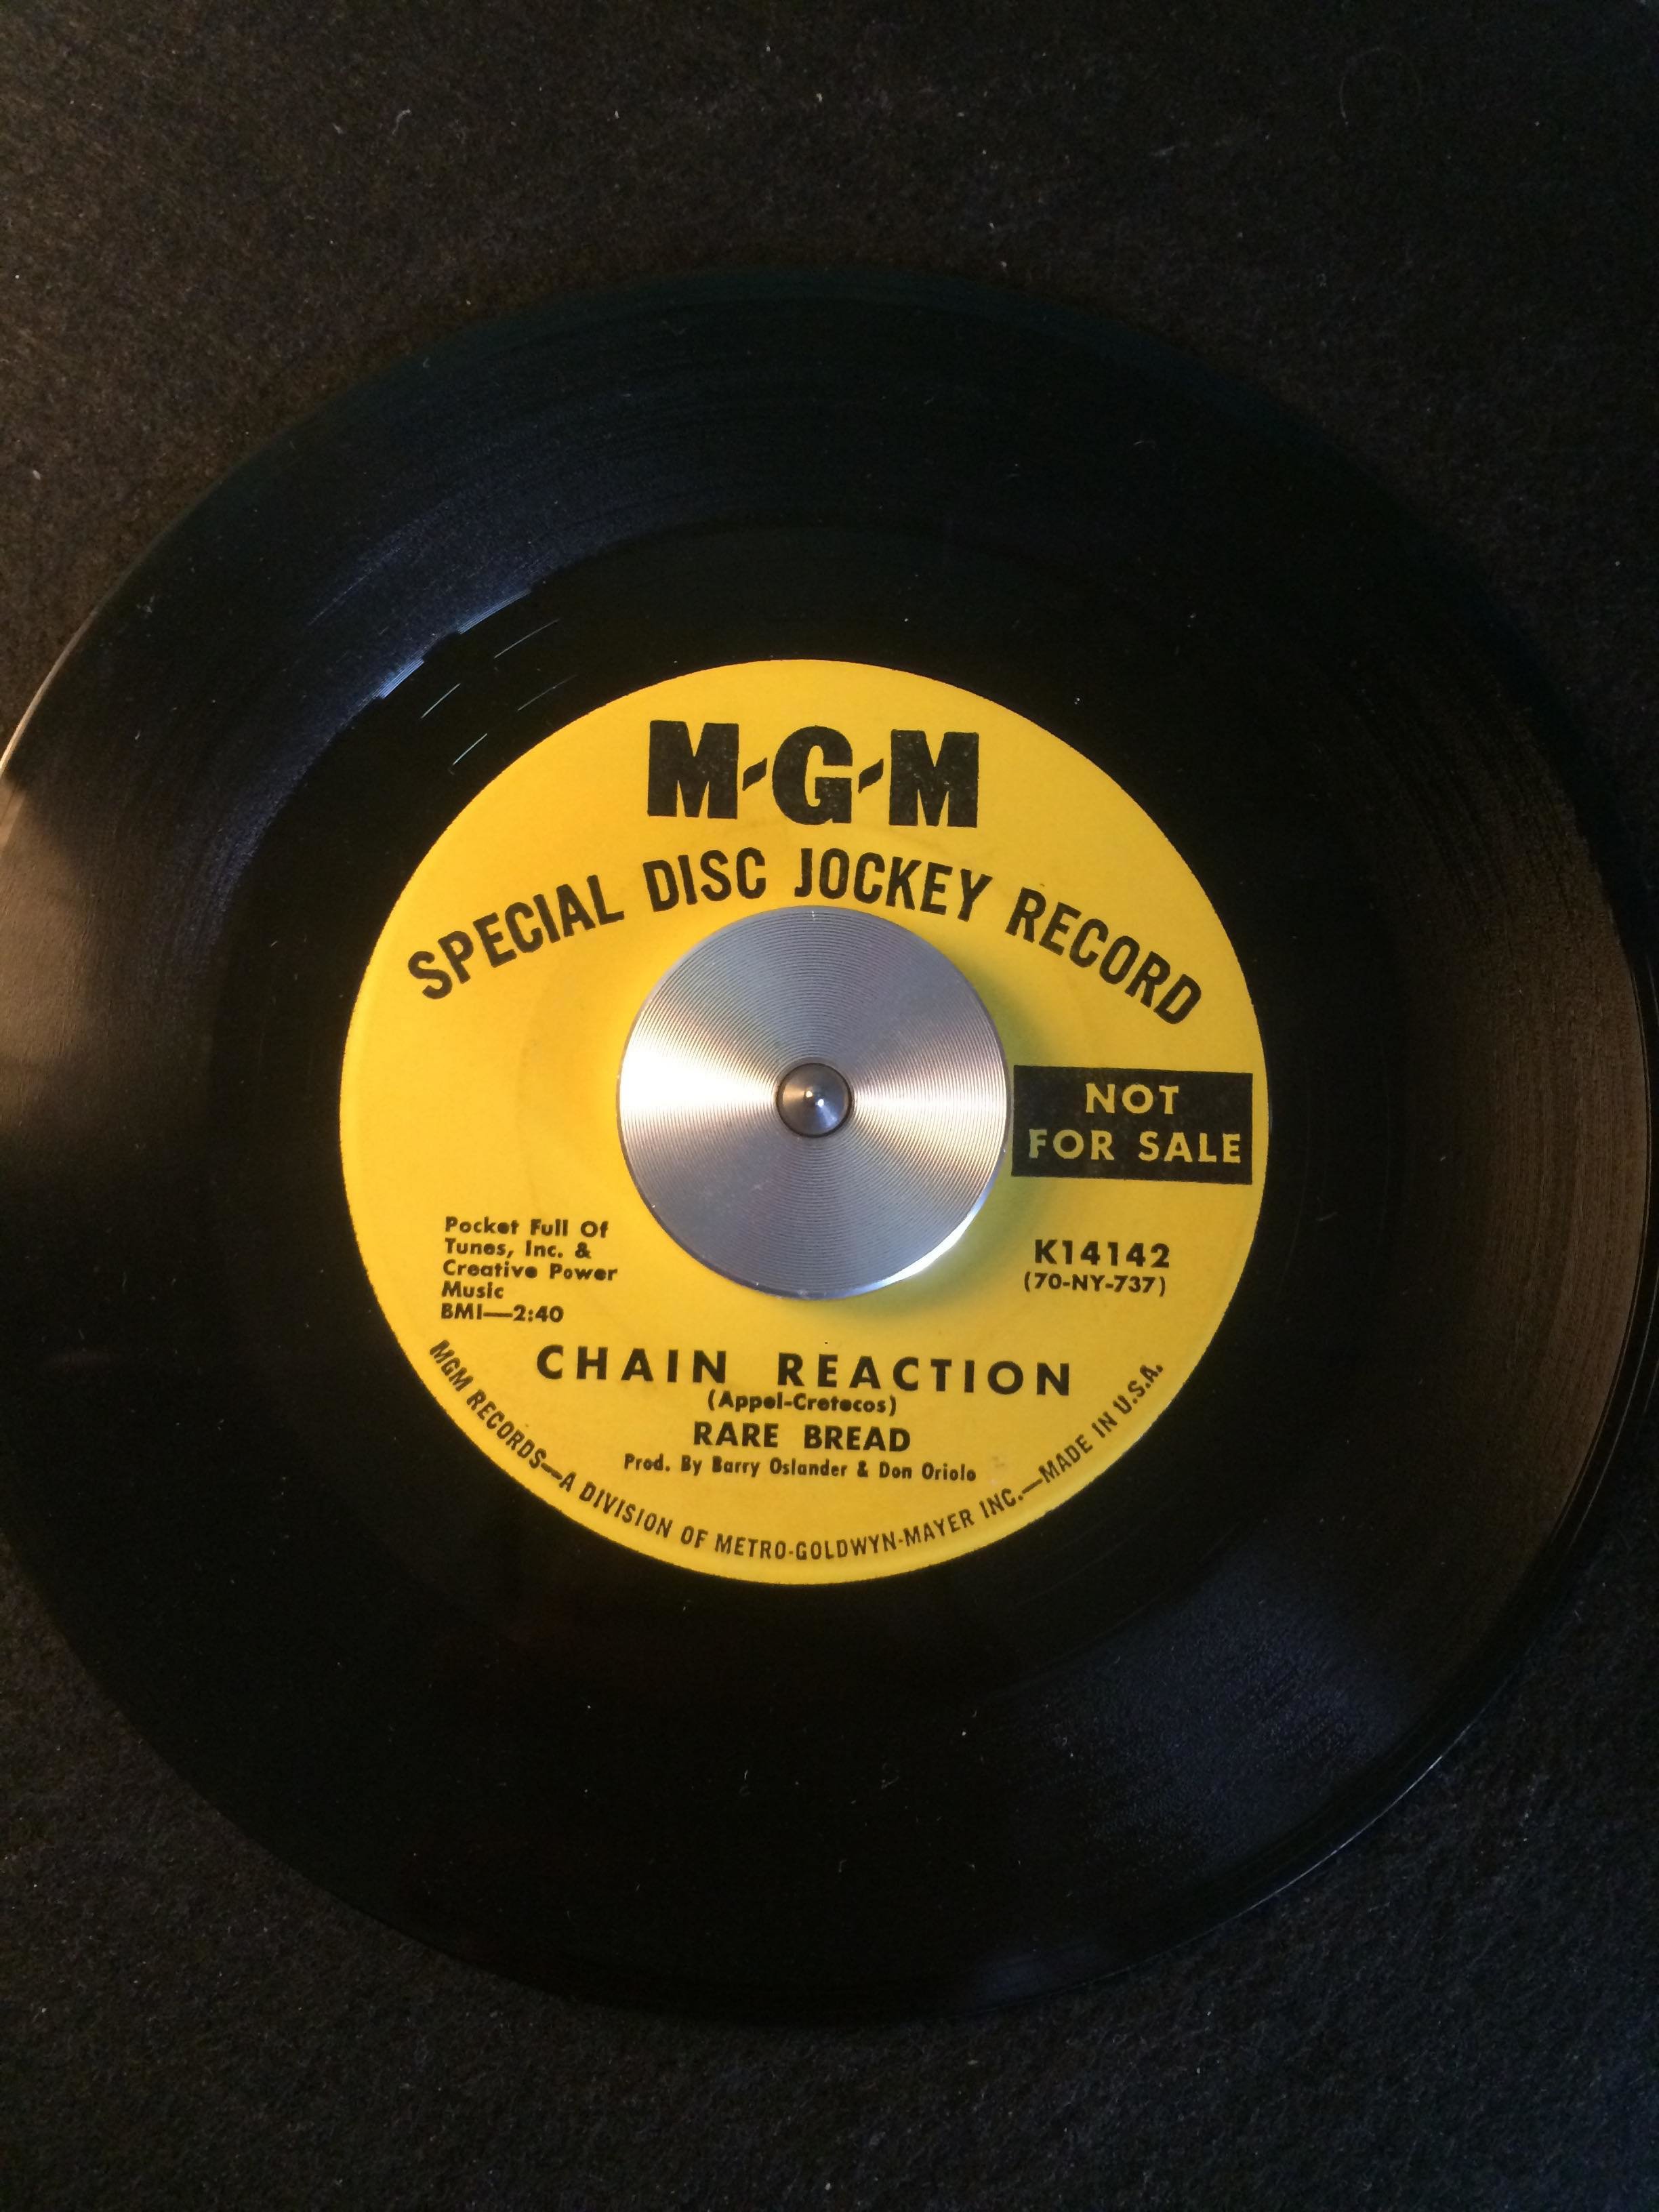 M-G-M
SPECIAL DISC JOCKEY RECORD
NOT
FOR SALE
Pocket Full Of
Tunes, Inc. &
Creative Power
Music
BMI—2:40
K14142
(70-NY-737)
CHAIN REACTION
(Appel-Cretecos)
RARE BREAD
Prod. By Barry Oslander & Don Oriolo
MGM RECORDS—A DIVISION OF METRO-GOLDWYN-MAYER INC.—MADE IN U.S.A.